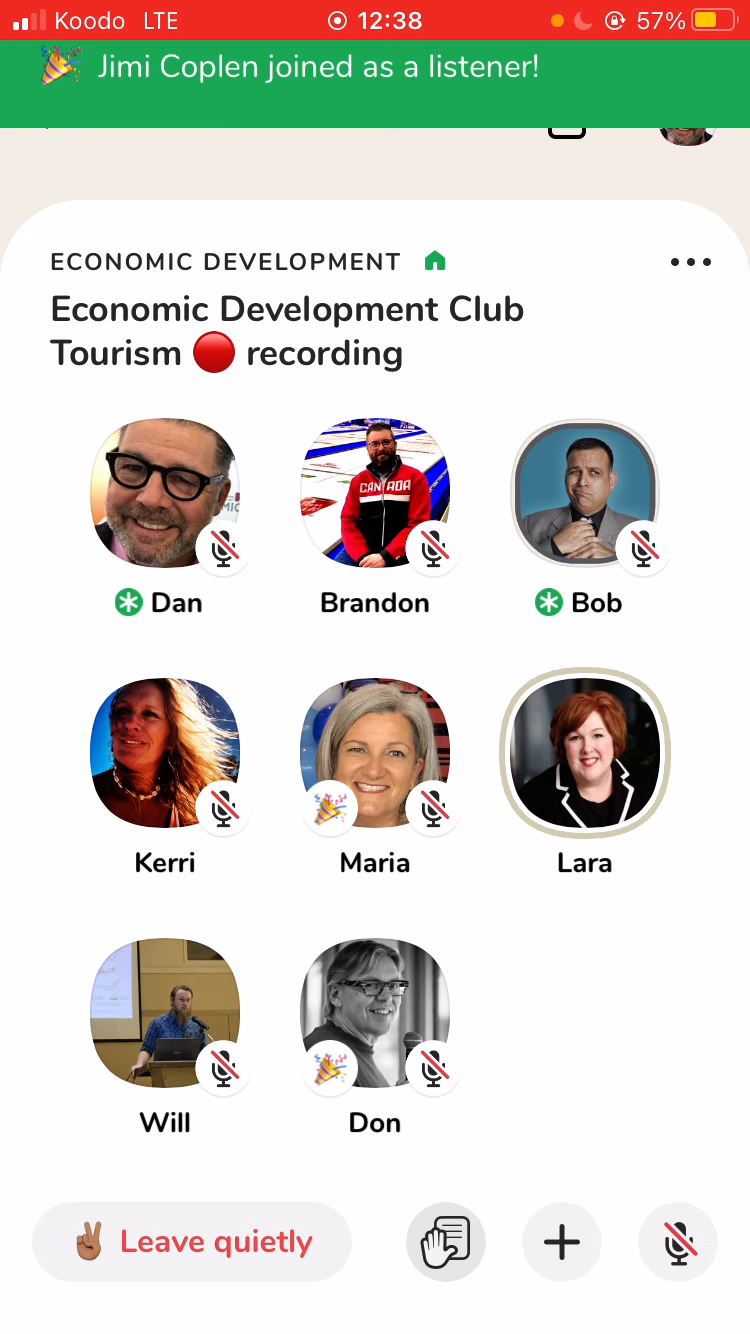 Koodo LTE 12:38 57%
Jimi Coplen joined as a listener!
ECONOMIC DEVELOPMENT
Economic Development Club
Tourism recording
CANADA
Dan Brandon Bob
Kerri Maria Lara
Will Don
Leave quietly